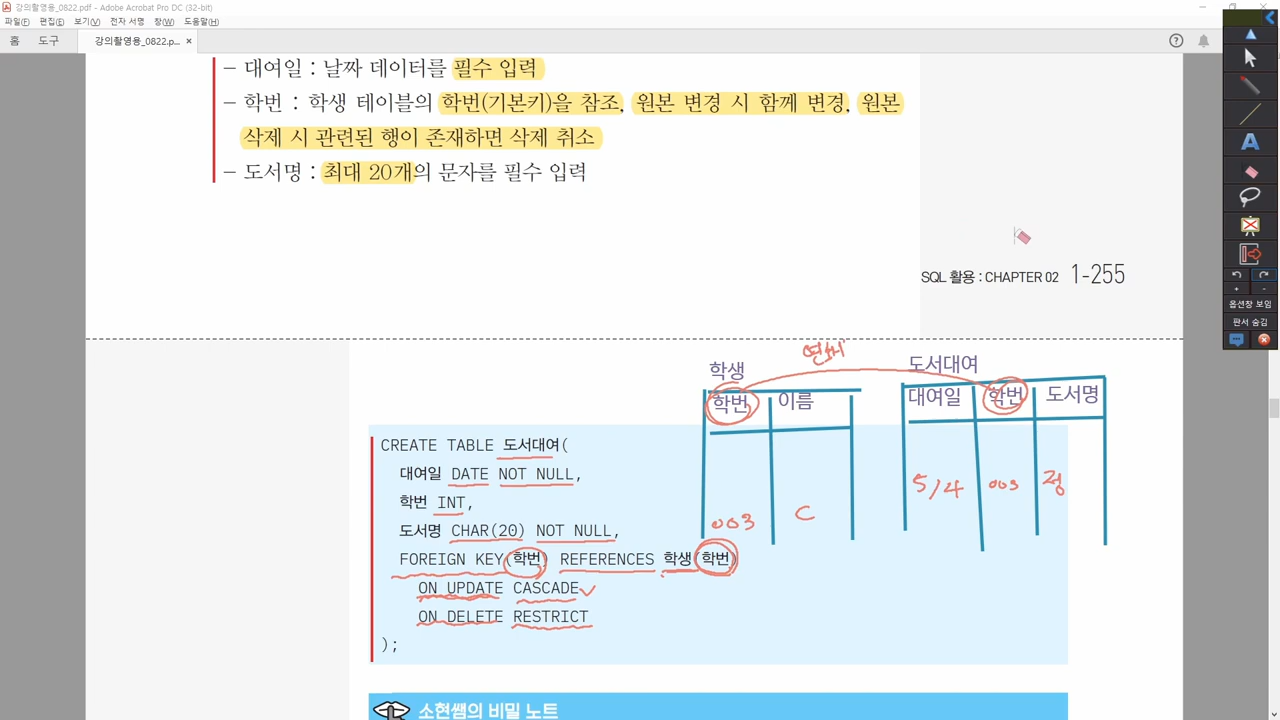 강의촬영용_0822.pdf - Adobe Acrobat Pro DC (32-bit)
파일(F) 편집(E) 보기(V) 전자 서명 창(W) 도움말(H)
홈 도구 강의촬영용_0822.p... ×
– 대여일 : 날짜 데이터를 필수 입력
– 학번 : 학생 테이블의 학번(기본키)을 참조, 원본 변경 시 함께 변경, 원본
삭제 시 관련된 행이 존재하면 삭제 취소
– 도서명 : 최대 20개의 문자를 필수 입력
SQL 활용 : CHAPTER 02 1-255
학생 도서대여
학번 이름 대여일 학번 도서명
003 C 5/4 003 정
CREATE TABLE 도서대여(
대여일 DATE NOT NULL,
학번 INT,
도서명 CHAR(20) NOT NULL,
FOREIGN KEY(학번) REFERENCES 학생(학번)
ON UPDATE CASCADE
ON DELETE RESTRICT
);
소현쌤의 비밀 노트
A
옵션창 보임
판서 숨김